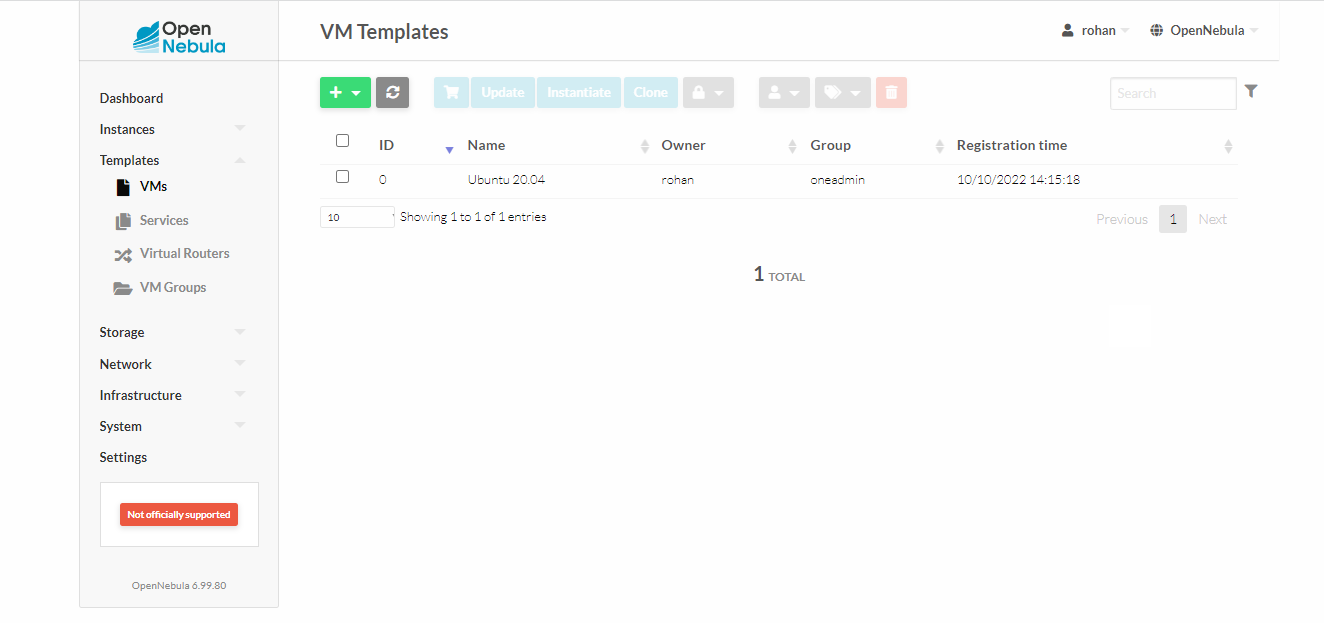 Open
Nebula
VM Templates
rohan
OpenNebula
Dashboard
Instances
Templates
VMs
Services
Virtual Routers
VM Groups
Storage
Network
Infrastructure
System
Settings
Not officially supported
OpenNebula 6.99.80
+
Update
Instantiate
Clone
Search
ID Name Owner Group Registration time
0 Ubuntu 20.04 rohan oneadmin 10/10/2022 14:15:18
10 Showing 1 to 1 of 1 entries
Previous 1 Next
1 TOTAL